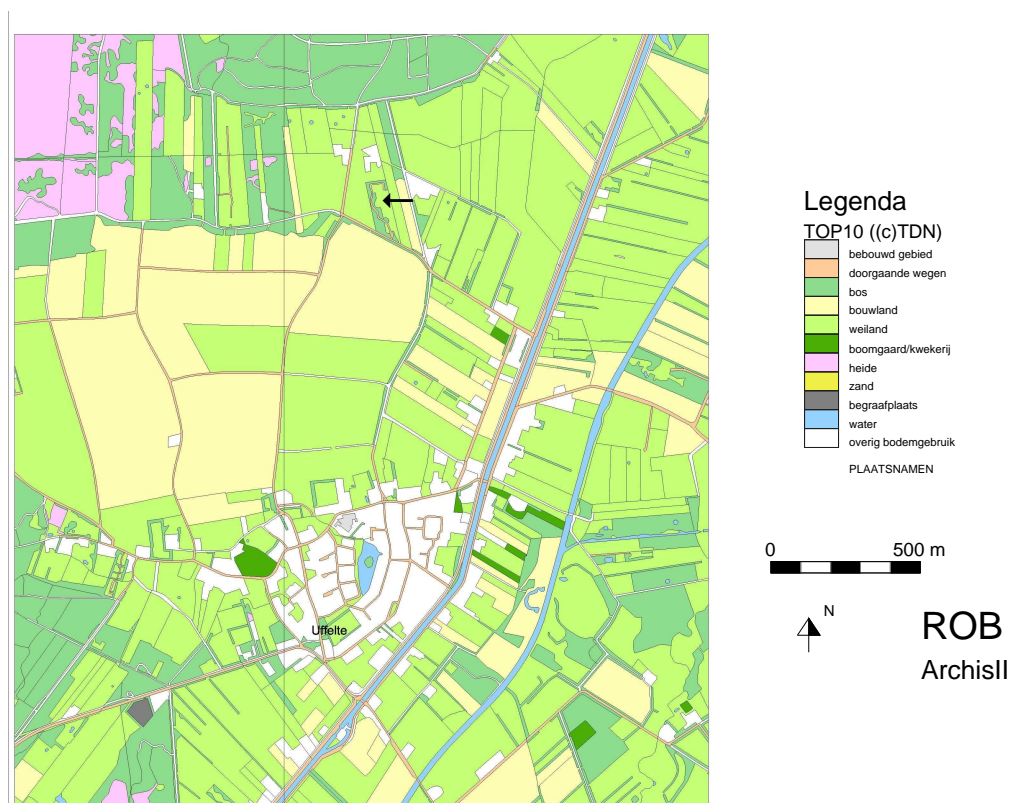 Legenda
TOP10 ((c)TDN)
bebouwd gebied
doorgaande wegen
bos
bouwland
weiland
boomgaard/kwekerij
heide
zand
begraafplaats
water
overig bodemgebruik
PLAATSNAMEN
0 500 m
N
ROB
ArchisII
Uffelte